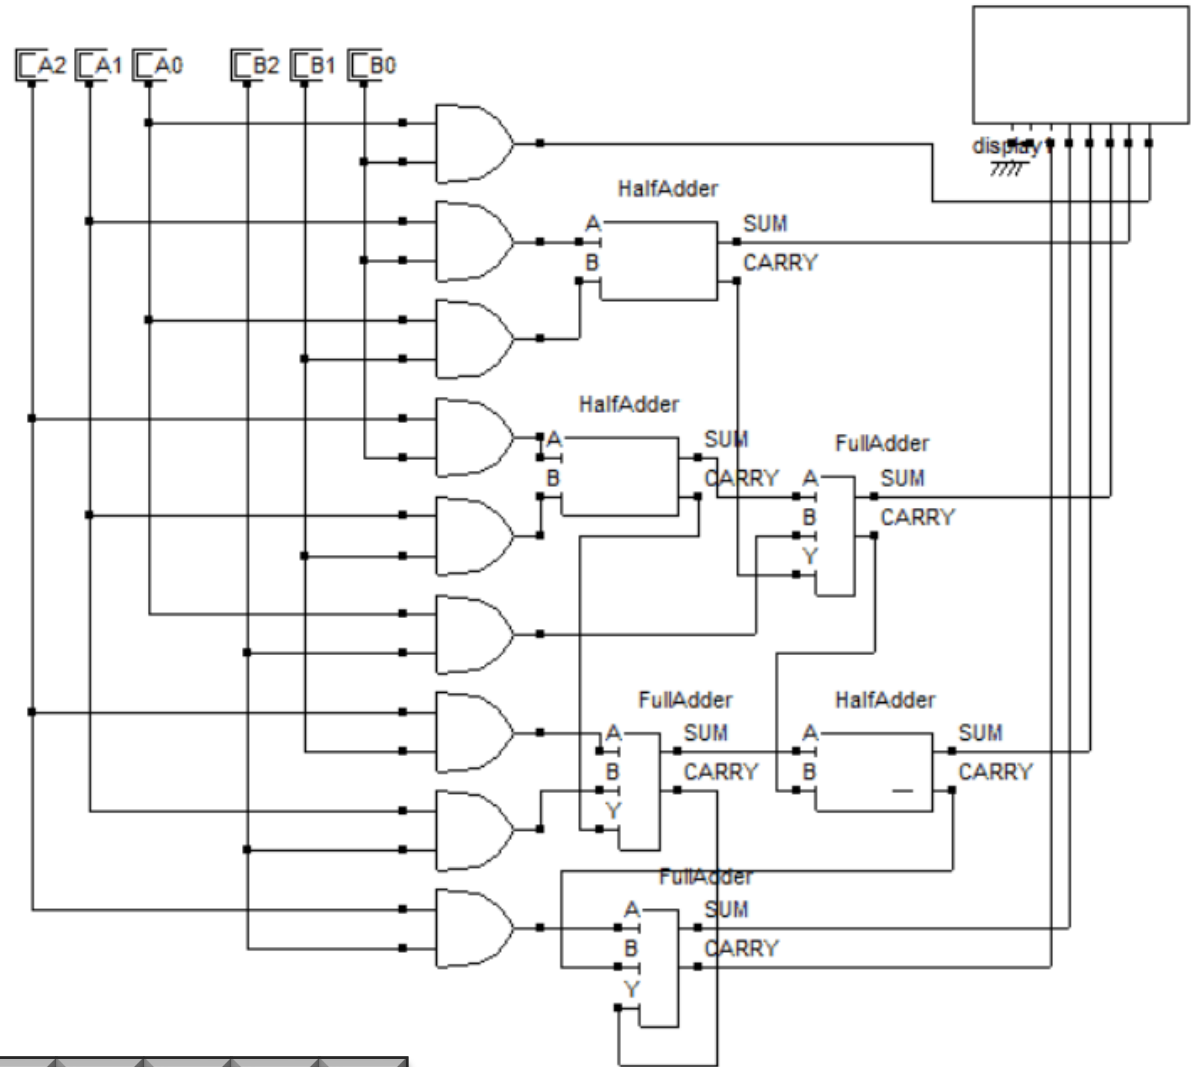 A2 A1 A0 B2 B1 B0
display1
HalfAdder
A SUM
B CARRY
HalfAdder
A SUM
B CARRY
FullAdder
A SUM
B CARRY
Y
FullAdder
A SUM
B CARRY
Y
HalfAdder
A SUM
B CARRY
FullAdder
A SUM
B CARRY
Y